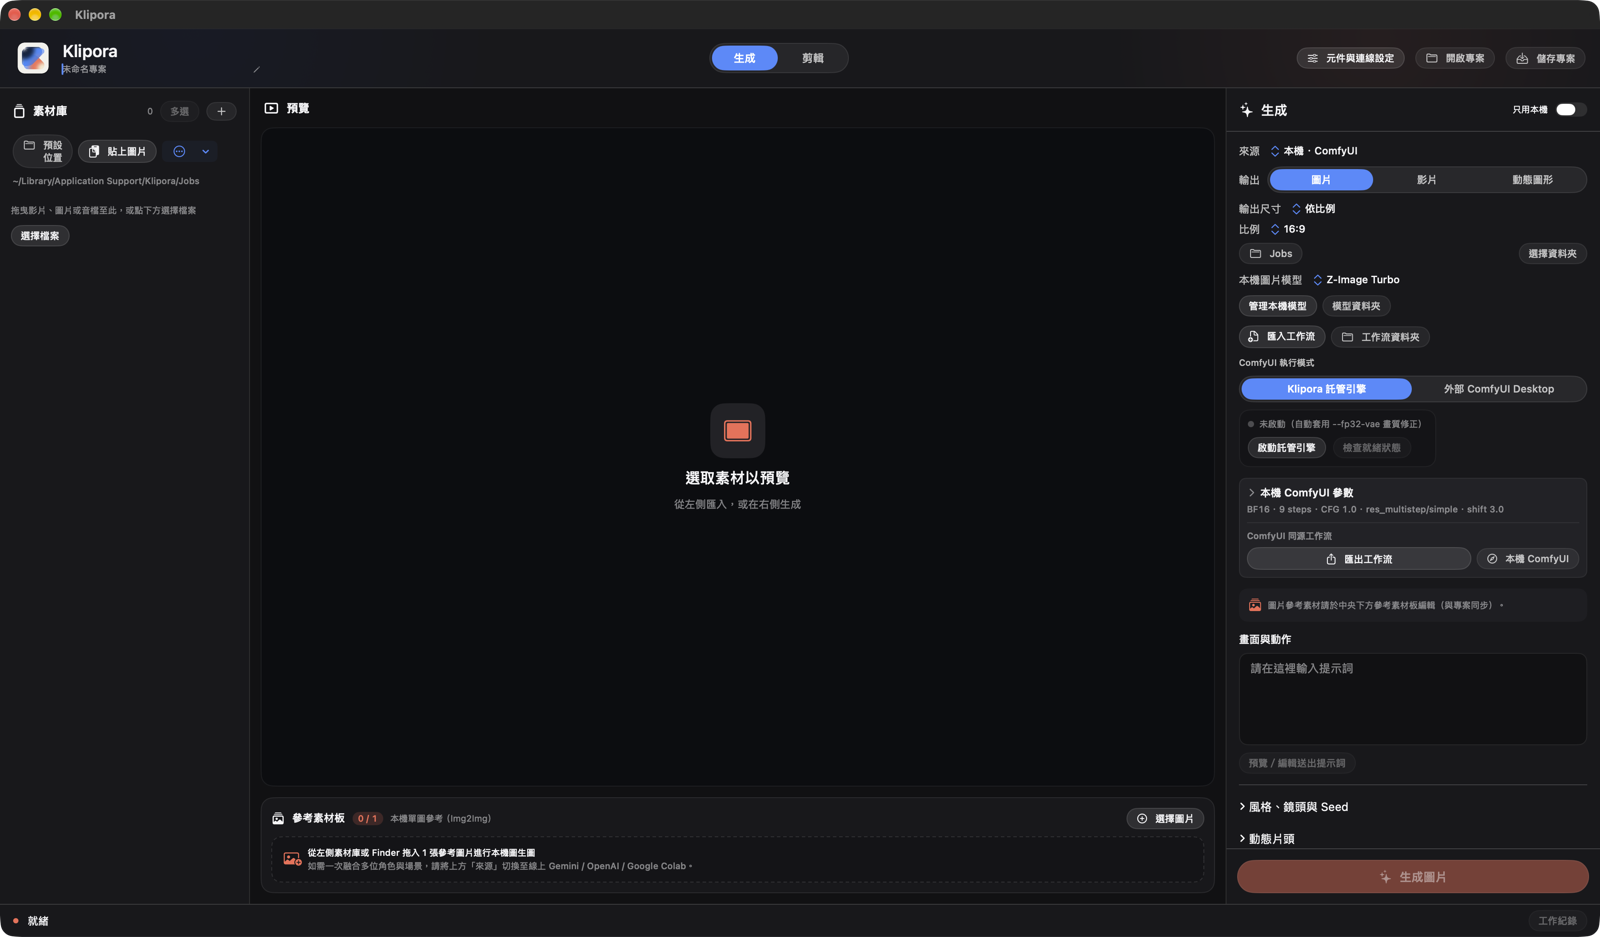 Klipora
Klipora
未命名專案
生成
剪輯
元件與連線設定
開啟專案
儲存專案
素材庫
0
多選
預設位置
貼上圖片
~/Library/Application Support/Klipora/Jobs
拖曳影片、圖片或音檔至此，或點下方選擇檔案
選擇檔案
預覽
選取素材以預覽
從左側匯入，或在右側生成
參考素材板
0 / 1
本機單圖參考 (Img2Img)
選擇圖片
從左側素材庫或 Finder 拖入 1 張參考圖片進行本機圖生圖
如需一次融合多位角色與場景，請將上方「來源」切換至線上 Gemini / OpenAI / Google Colab。
生成
只用本機
來源
本機 · ComfyUI
輸出
圖片
影片
動態圖形
輸出尺寸
依比例
比例
16:9
Jobs
選擇資料夾
本機圖片模型
Z-Image Turbo
管理本機模型
模型資料夾
匯入工作流
工作流資料夾
ComfyUI 執行模式
Klipora 託管引擎
外部 ComfyUI Desktop
未啟動（自動套用 --fp32-vae 畫質修正）
啟動託管引擎
檢查就緒狀態
本機 ComfyUI 參數
BF16 · 9 steps · CFG 1.0 · res_multistep/simple · shift 3.0
ComfyUI 同源工作流
匯出工作流
本機 ComfyUI
圖片參考素材請於中央下方參考素材板編輯（與專案同步）。
畫面與動作
請在這裡輸入提示詞
預覽 / 編輯送出提示詞
風格、鏡頭與 Seed
動態片頭
生成圖片
就緒
工作紀錄